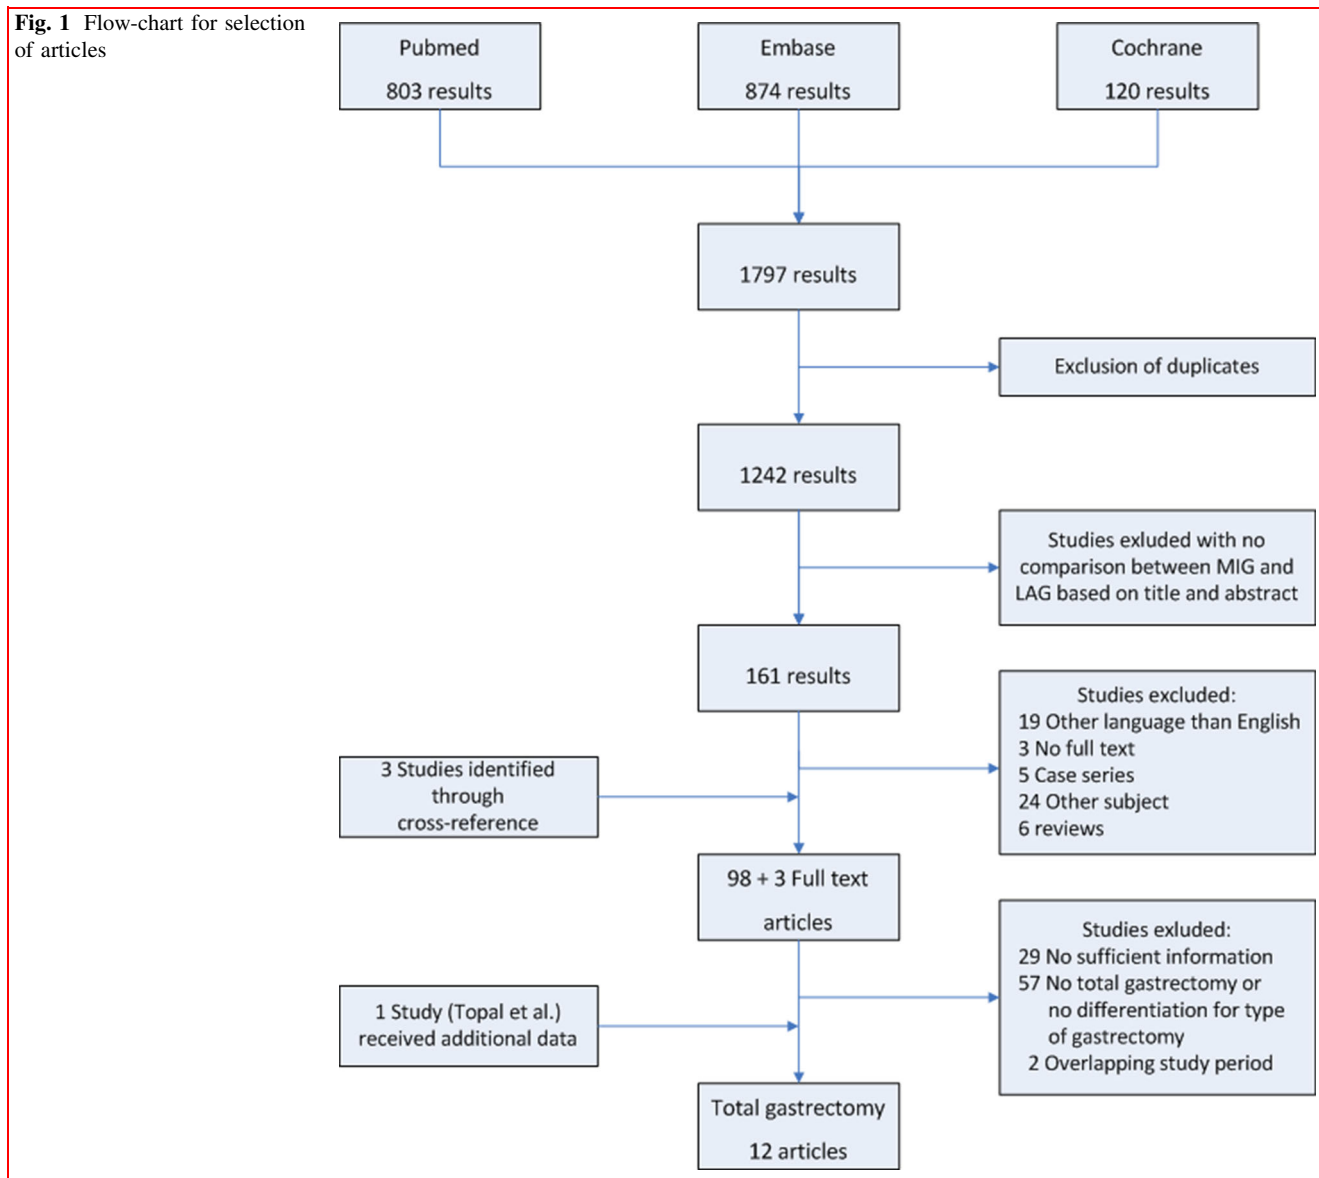 Fig. 1 Flow-chart for selection
of articles
Pubmed
803 results
Embase
874 results
Cochrane
120 results
1797 results
Exclusion of duplicates
1242 results
Studies exluded with no
comparison between MIG and
LAG based on title and abstract
161 results
Studies excluded:
19 Other language than English
3 No full text
5 Case series
24 Other subject
6 reviews
3 Studies identified
through
cross-reference
98 + 3 Full text
articles
Studies exluded:
29 No sufficient information
57 No total gastrectomy or
no differentiation for type
of gastrectomy
2 Overlapping study period
1 Study (Topal et al.)
received additional data
Total gastrectomy
12 articles